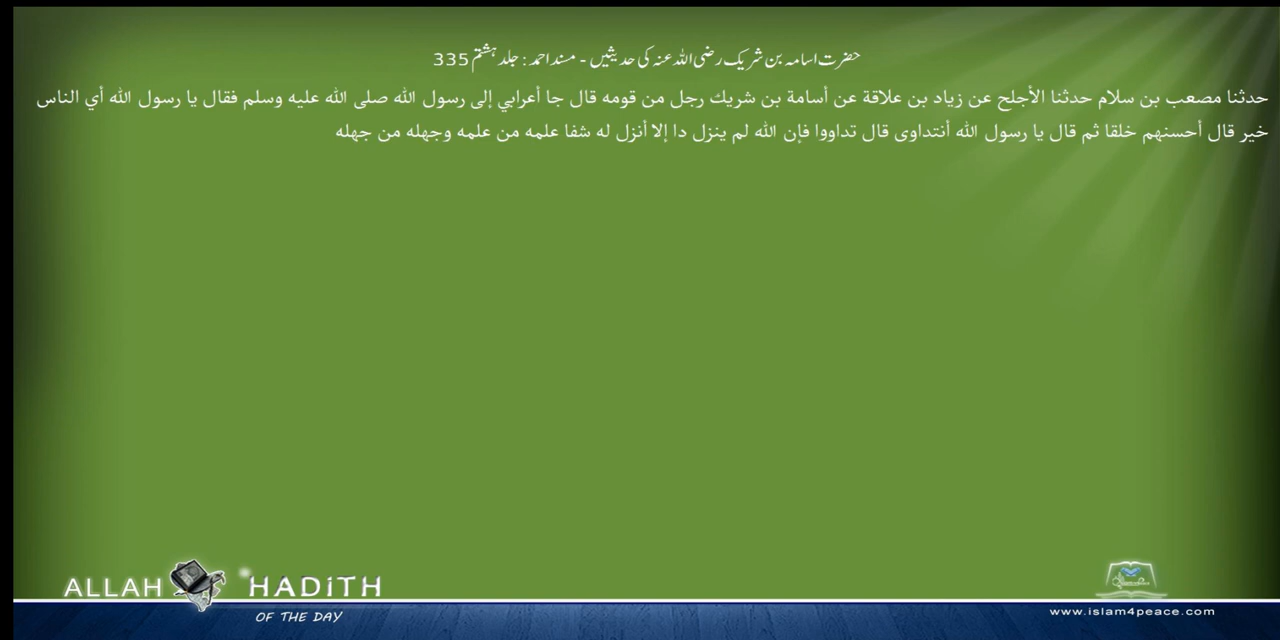 حضرت اسامہ بن شریک رضی اللہ عنہ کی حدیثیں - مسند احمد : جلد ہشتم 335
حدثنا مصعب بن سلام حدثنا الأجلح عن زياد بن علاقة عن أسامة بن شريك رجل من قومه قال جا أعرابي إلى رسول الله صلى الله عليه وسلم فقال يا رسول الله أي الناس
خير قال أحسنهم خلقا ثم قال يا رسول الله أنتداوى قال تداووا فإن الله لم ينزل دا إلا أنزل له شفا علمه من علمه وجهله من جهله
ALLAH HADITH
OF THE DAY
www.islam4peace.com